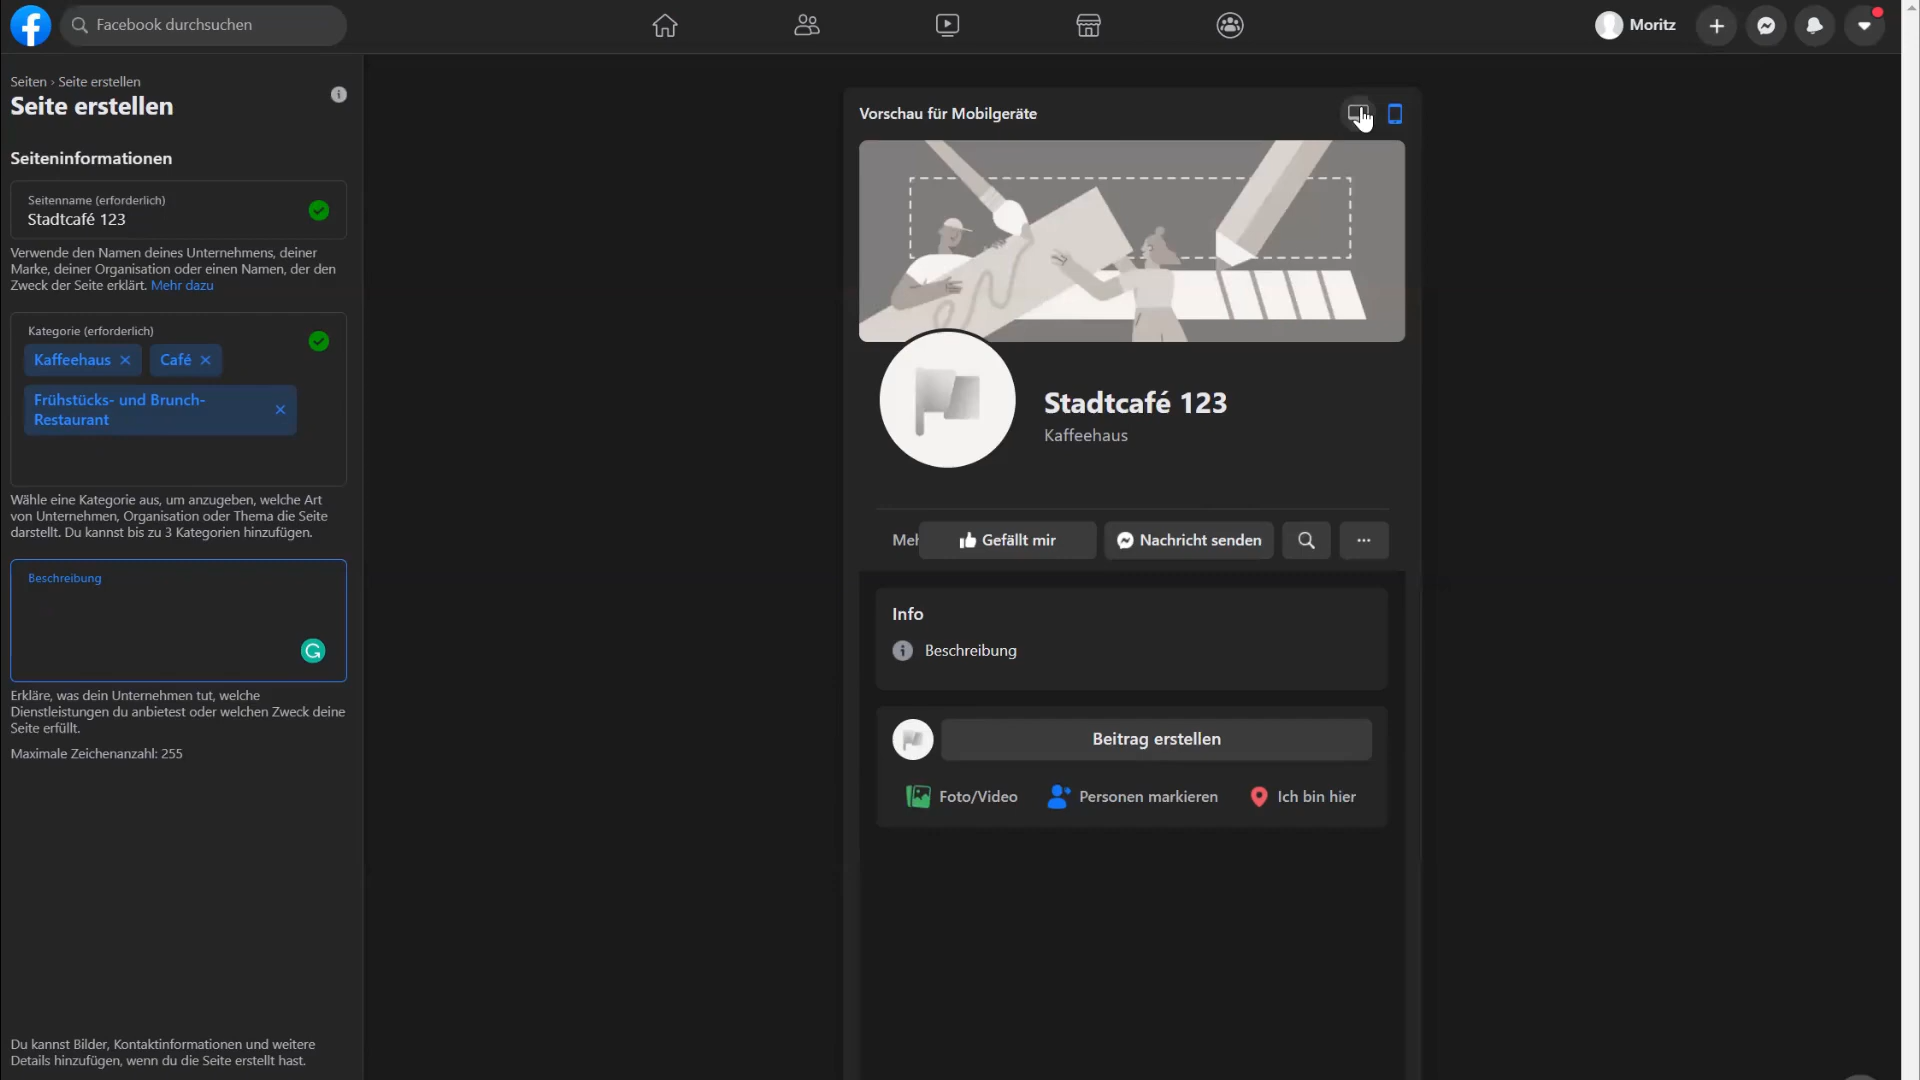 Facebook durchsuchen
Moritz
Seiten › Seite erstellen
Seite erstellen
Seiteninformationen
Seitenname (erforderlich)
Stadtcafé 123
Verwende den Namen deines Unternehmens, deiner
Marke, deiner Organisation oder einen Namen, der den
Zweck der Seite erklärt. Mehr dazu
Kategorie (erforderlich)
Kaffeehaus
Café
Frühstücks- und Brunch-
Restaurant
Wähle eine Kategorie aus, um anzugeben, welche Art
von Unternehmen, Organisation oder Thema die Seite
darstellt. Du kannst bis zu 3 Kategorien hinzufügen.
Beschreibung
Erkläre, was dein Unternehmen tut, welche
Dienstleistungen du anbietest oder welchen Zweck deine
Seite erfüllt.
Maximale Zeichenanzahl: 255
Du kannst Bilder, Kontaktinformationen und weitere
Details hinzufügen, wenn du die Seite erstellt hast.
Vorschau für Mobilgeräte
Stadtcafé 123
Kaffeehaus
Meh
Gefällt mir
Nachricht senden
Info
Beschreibung
Beitrag erstellen
Foto/Video
Personen markieren
Ich bin hier